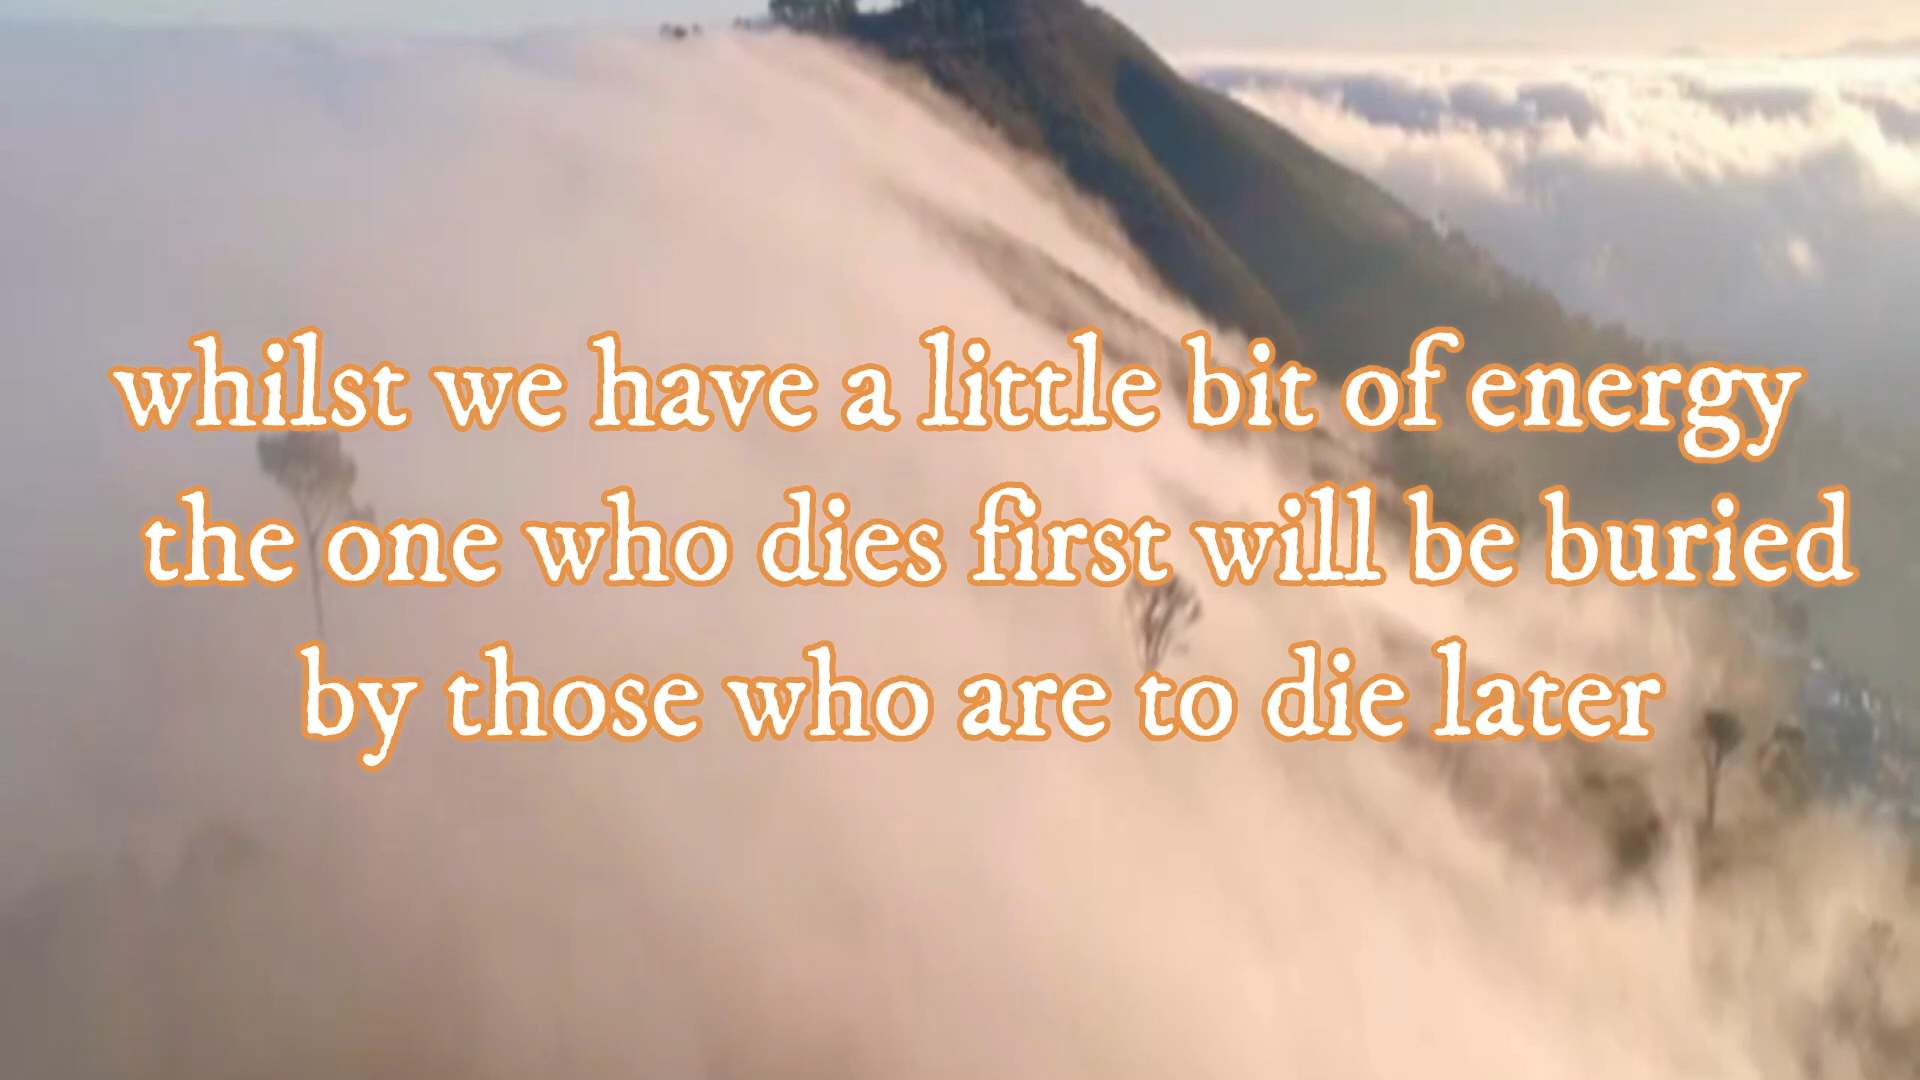 whilst we have a little bit of energy
the one who dies first will be buried
by those who are to die later